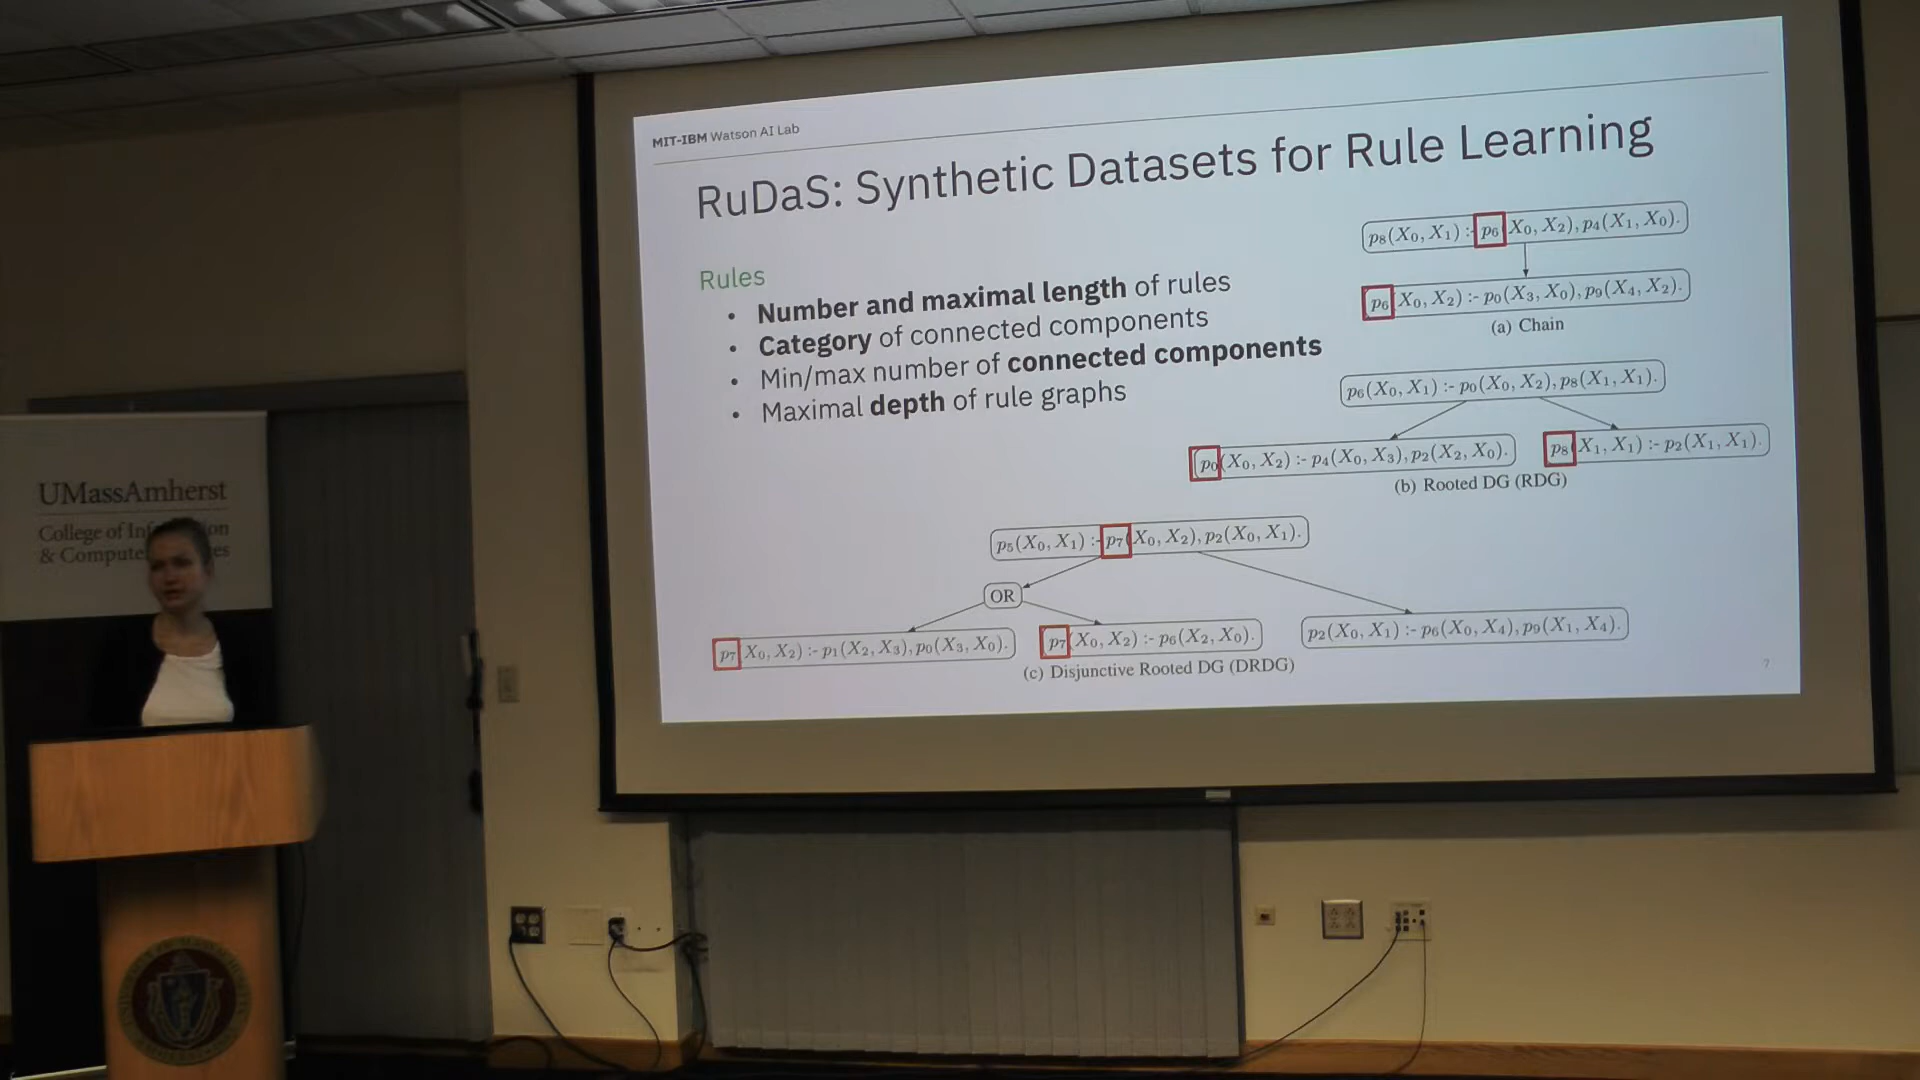 MIT-IBM Watson AI Lab
RuDaS: Synthetic Datasets for Rule Learning
Rules
• Number and maximal length of rules
• Category of connected components
• Min/max number of connected components
• Maximal depth of rule graphs
p₈(X₀, X₁) :- p₆(X₀, X₂), p₄(X₁, X₀).
p₆(X₀, X₂) :- p₀(X₃, X₀), p₉(X₄, X₂).
(a) Chain
p₆(X₀, X₁) :- p₀(X₀, X₂), p₈(X₁, X₁).
p₀(X₀, X₂) :- p₄(X₀, X₃), p₂(X₂, X₀).
p₈(X₁, X₁) :- p₂(X₁, X₁).
(b) Rooted DG (RDG)
p₅(X₀, X₁) :- p₇(X₀, X₂), p₂(X₀, X₁).
OR
p₇(X₀, X₂) :- p₁(X₂, X₃), p₀(X₃, X₀).
p₇(X₀, X₂) :- p₆(X₂, X₀).
p₂(X₀, X₁) :- p₆(X₀, X₄), p₉(X₁, X₄).
(c) Disjunctive Rooted DG (DRDG)
7
UMassAmherst
College of
&